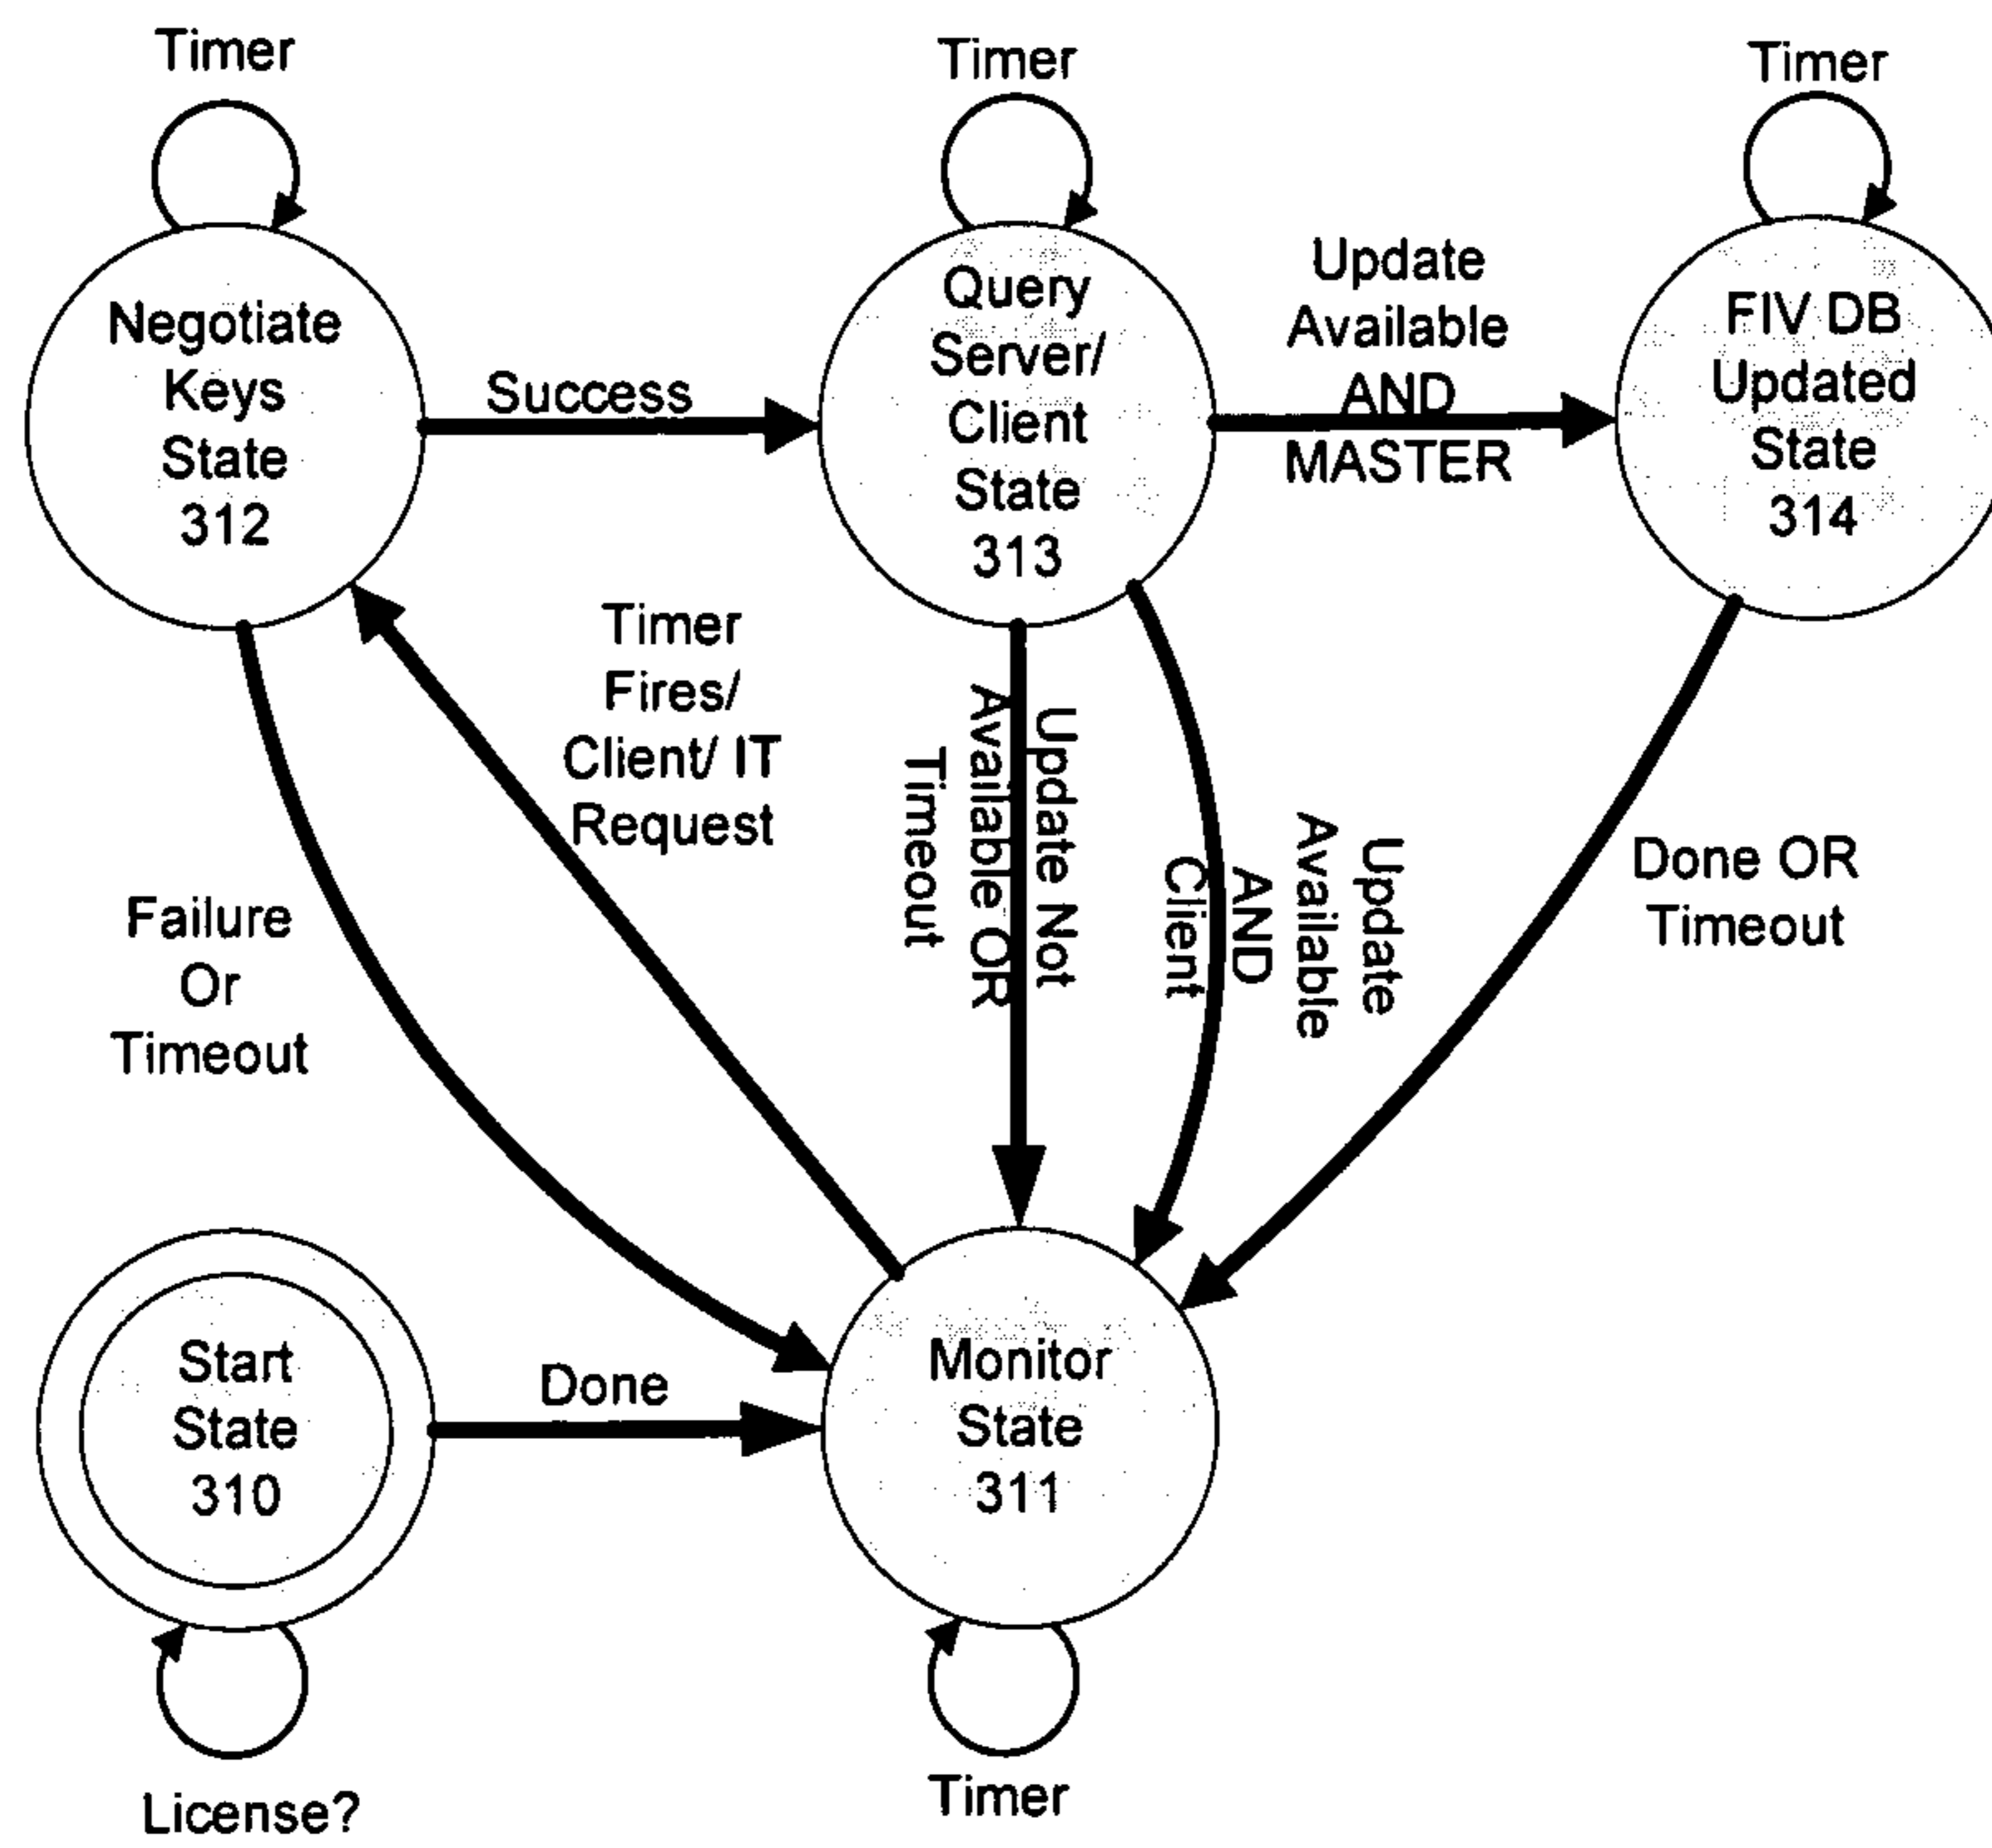 Timer
Timer
Timer
Negotiate
Keys
State
312
Success
Query
Server/
Client
State
313
Update
Available
AND
MASTER
FIV DB
Updated
State
314
Timer
Fires/
Client/ IT
Request
Update Not
Available OR
Timeout
Update
Available
AND
Client
Done OR
Timeout
Failure
Or
Timeout
Start
State
310
Done
Monitor
State
311
License?
Timer